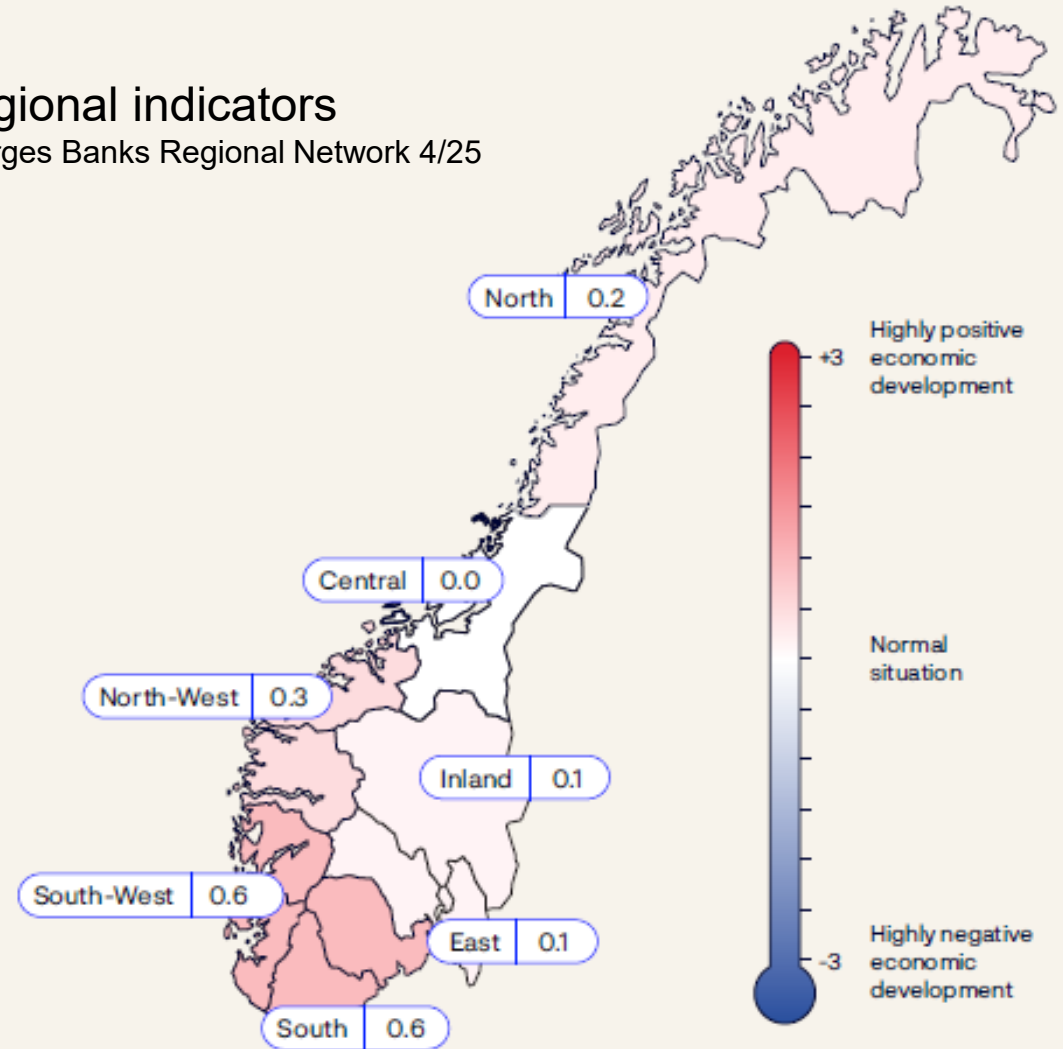 gional indicators
rges Banks Regional Network 4/25
North 0.2
Highly positive
+3 economic
development
Central 0.0
Normal
situation
North-West 0.3
Inland 0.1
South-West 0.6
East 0.1
Highly negative
-3 economic
development
South 0.6